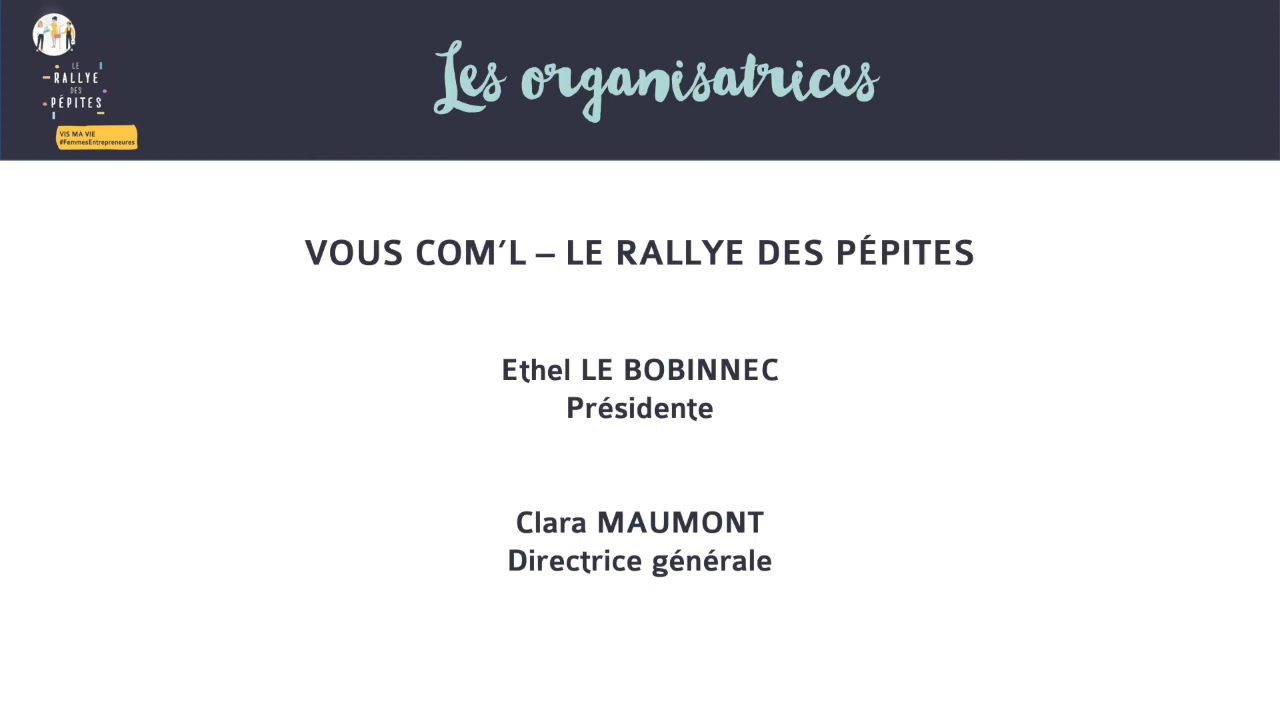 LE
RALLYE
DES
PÉPITES
VIS MA VIE
#FemmesEntrepreneures
Les organisatrices
VOUS COM'L – LE RALLYE DES PÉPITES
Ethel LE BOBINNEC
Présidente
Clara MAUMONT
Directrice générale